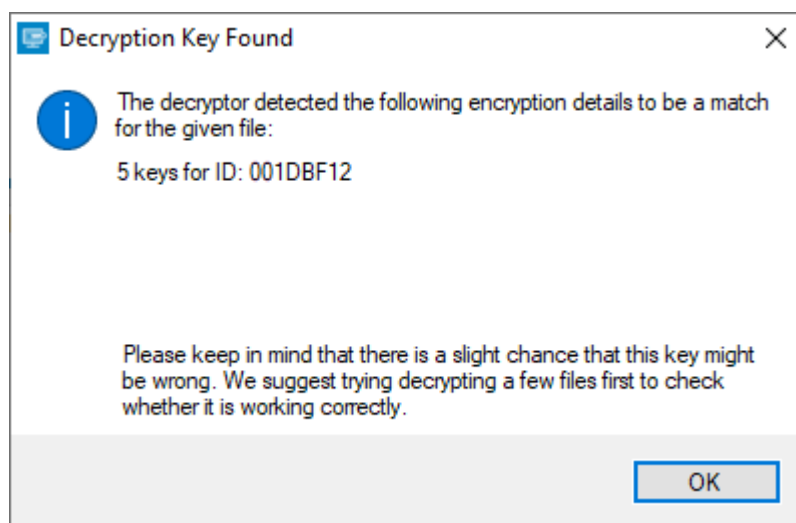 Decryption Key Found
The decryptor detected the following encryption details to be a match
for the given file:
5 keys for ID: 001DBF12
Please keep in mind that there is a slight chance that this key might
be wrong. We suggest trying decrypting a few files first to check
whether it is working correctly.
OK